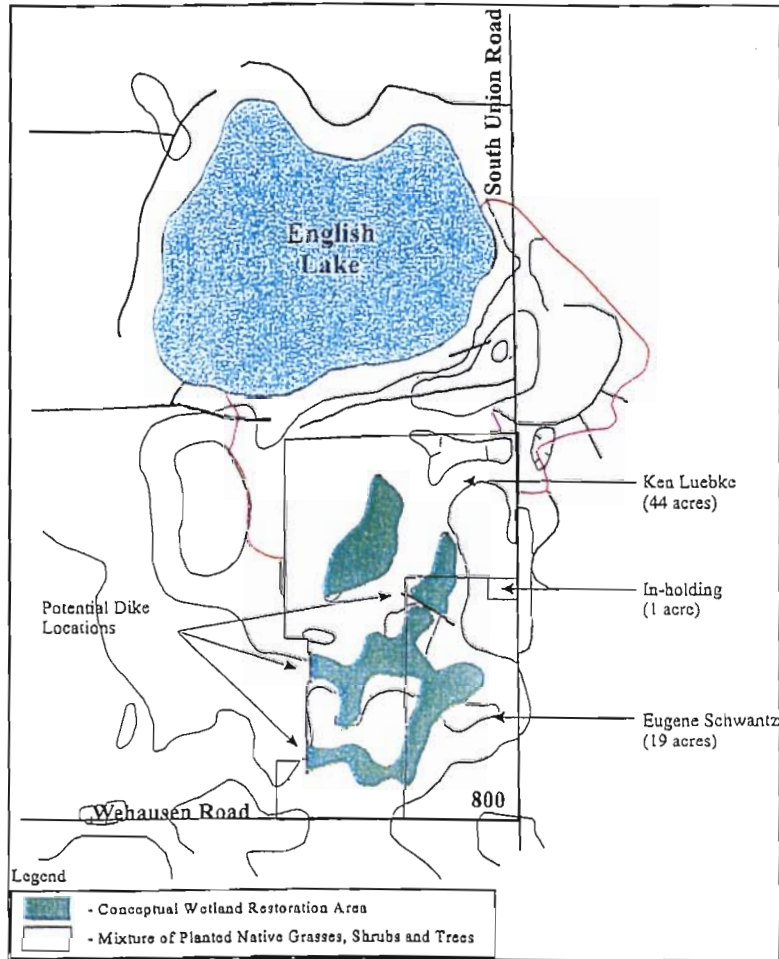 South Union Road
English
Lake
Ken Luebke
(44 acres)
In-holding
(1 acre)
Potential Dike
Locations
Eugene Schwantz
(19 acres)
Wehausen Road
800
Legend
- Conceptual Wetland Restoration Area
- Mixture of Planted Native Grasses, Shrubs and Trees